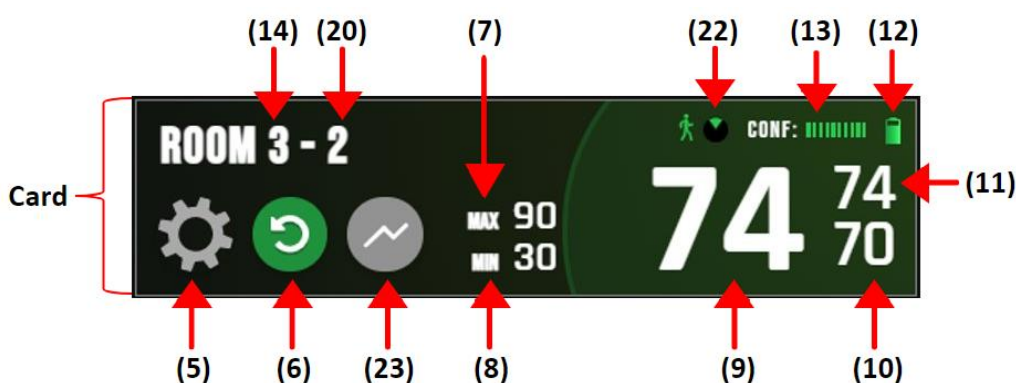 (14) (20) (7) (22) (13) (12)
ROOM 3 - 2
CONF:
Card
MAX 90
MIN 30
74
74
70
(11)
(5) (6) (23) (8) (9) (10)